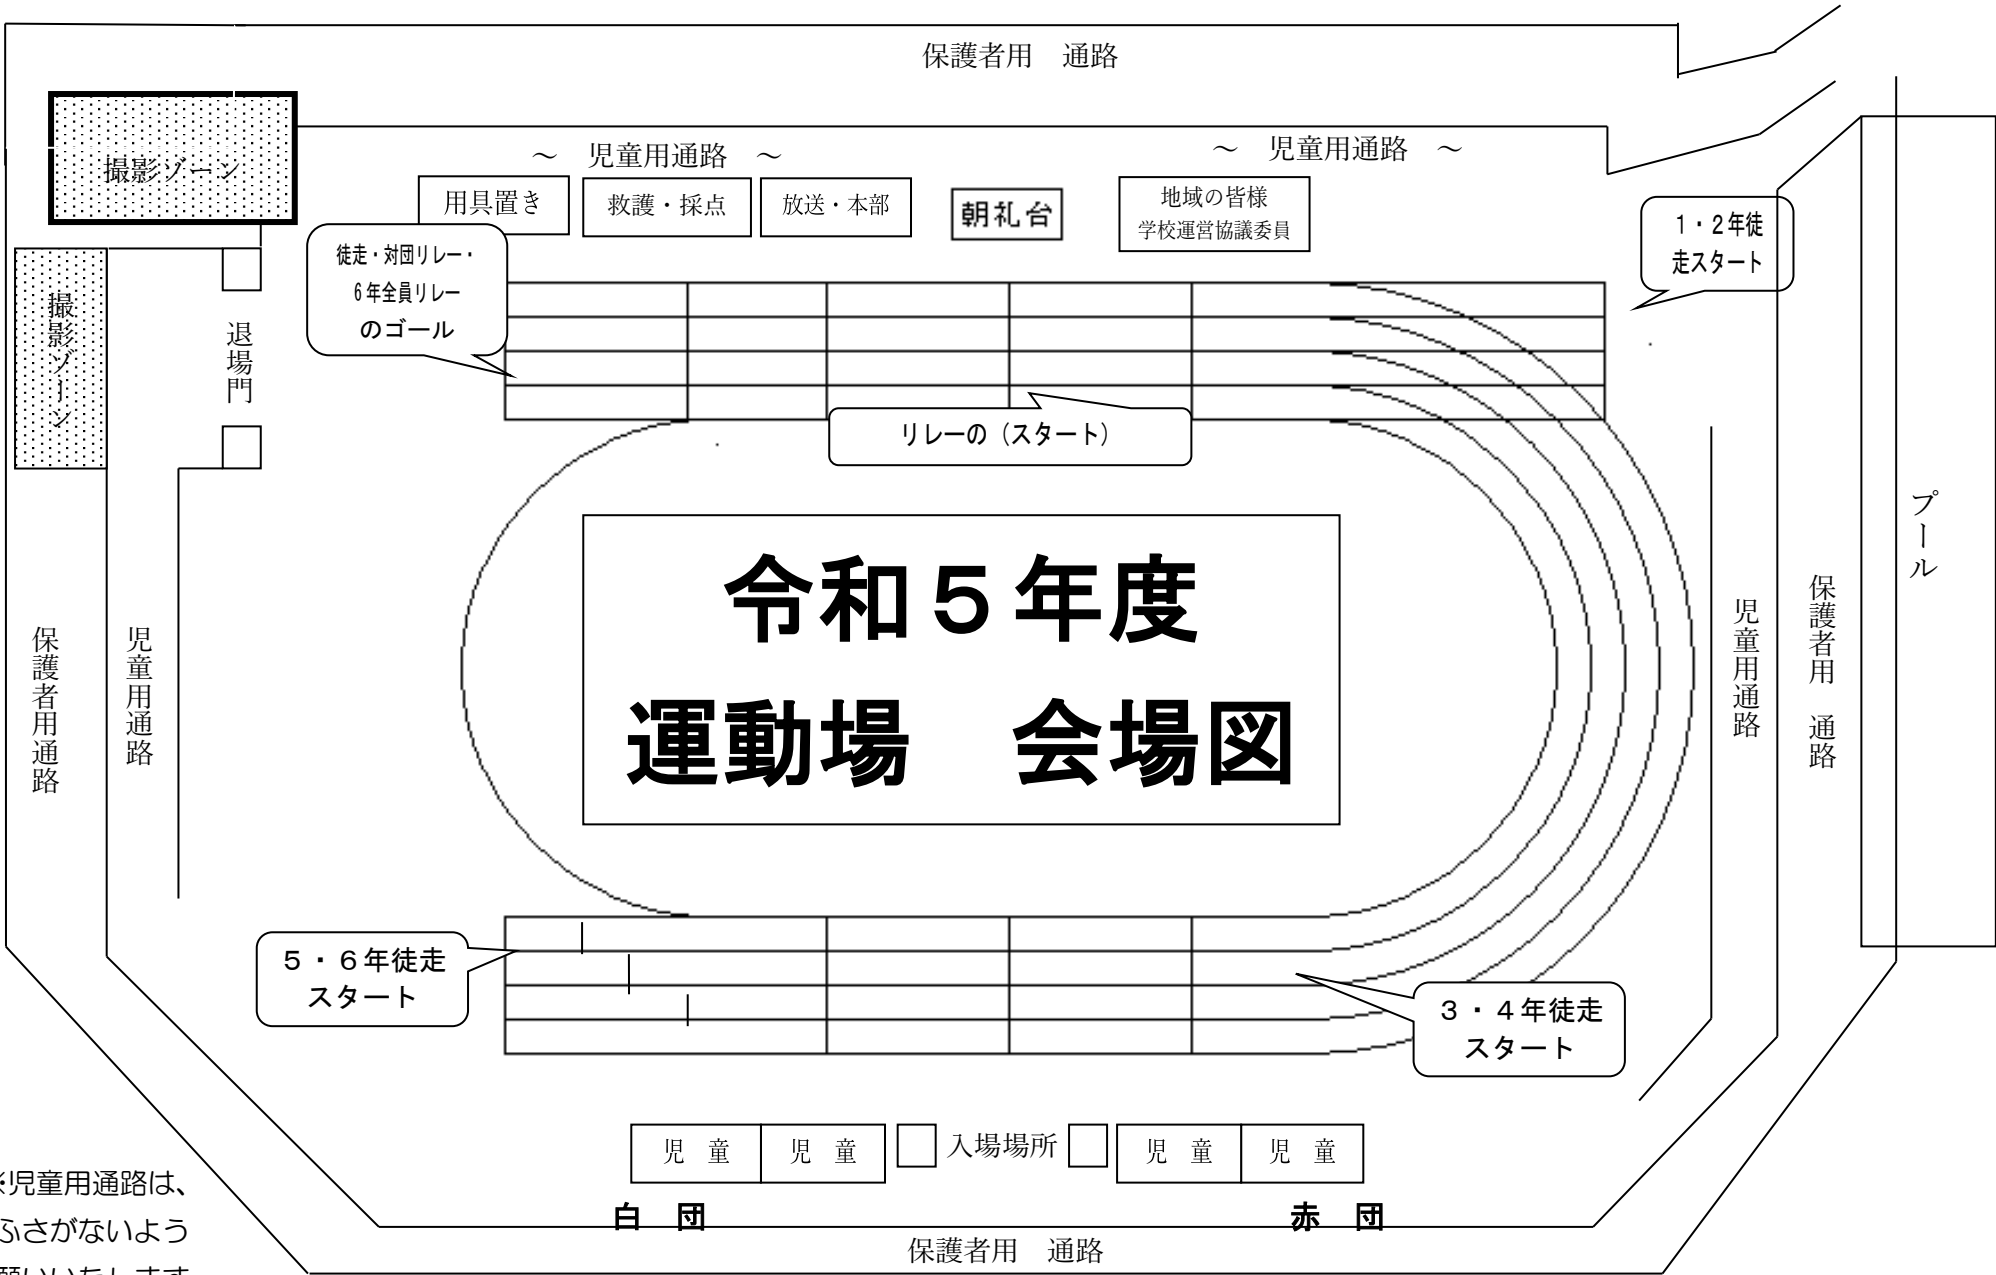 保護者用　通路
～　児童用通路　～
～　児童用通路　～
撮影ゾーン
用具置き
救護・採点
放送・本部
朝礼台
地域の皆様
学校運営協議委員
１・２年徒
走スタート
徒走・対団リレー・
６年全員リレー
のゴール
撮影ゾーン
退場門
リレーの（スタート）
プール
令和５年度
運動場　会場図
保護者用通路
児童用通路
児童用通路
保護者用　通路
５・６年徒走
スタート
３・４年徒走
スタート
児　童
児　童
入場場所
児　童
児　童
白　団
赤　団
※児童用通路は、
ふさがないよう
願いいたします
保護者用　通路